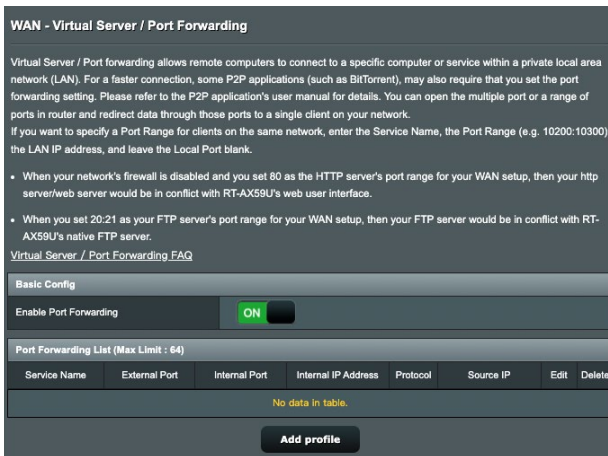 WAN - Virtual Server / Port Forwarding
Virtual Server / Port forwarding allows remote computers to connect to a specific computer or service within a private local area
network (LAN). For a faster connection, some P2P applications (such as BitTorrent), may also require that you set the port
forwarding setting. Please refer to the P2P application's user manual for details. You can open the multiple port or a range of
ports in router and redirect data through those ports to a single client on your network.
If you want to specify a Port Range for clients on the same network, enter the Service Name, the Port Range (e.g. 10200:10300)
the LAN IP address, and leave the Local Port blank.
• When your network's firewall is disabled and you set 80 as the HTTP server's port range for your WAN setup, then your http
server/web server would be in conflict with RT-AX59U's web user interface.
• When you set 20:21 as your FTP server's port range for your WAN setup, then your FTP server would be in conflict with RT-
AX59U's native FTP server.
Virtual Server / Port Forwarding FAQ
Basic Config
Enable Port Forwarding ON
Port Forwarding List (Max Limit : 64)
Service Name External Port Internal Port Internal IP Address Protocol Source IP Edit Delete
No data in table.
Add profile